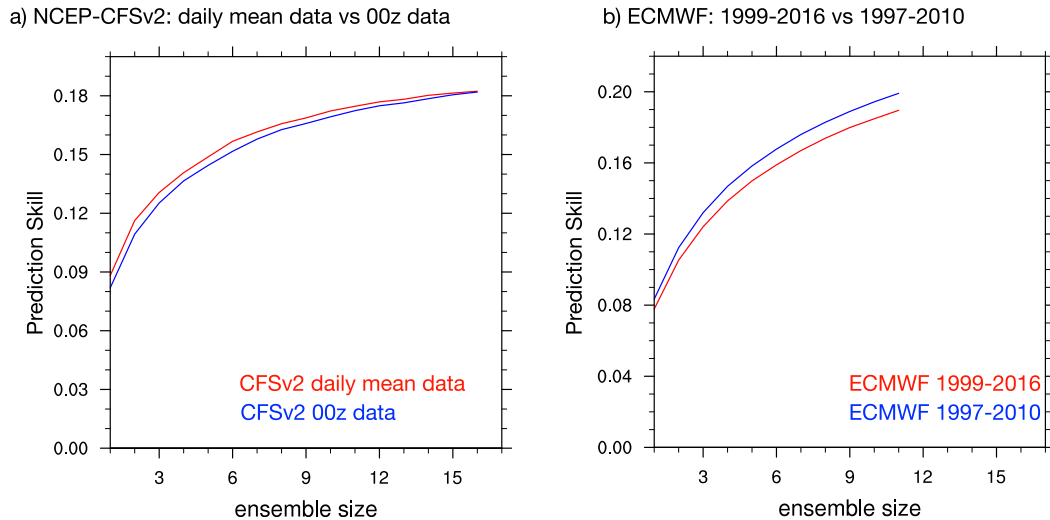 a) NCEP-CFSv2: daily mean data vs 00z data
0.18
0.15
0.12
0.09
0.06
0.03
0.00
Prediction Skill
CFSv2 daily mean data
CFSv2 00z data
3 6 9 12 15
ensemble size
b) ECMWF: 1999-2016 vs 1997-2010
0.20
0.16
0.12
0.08
0.04
0.00
Prediction Skill
ECMWF 1999-2016
ECMWF 1997-2010
3 6 9 12 15
ensemble size